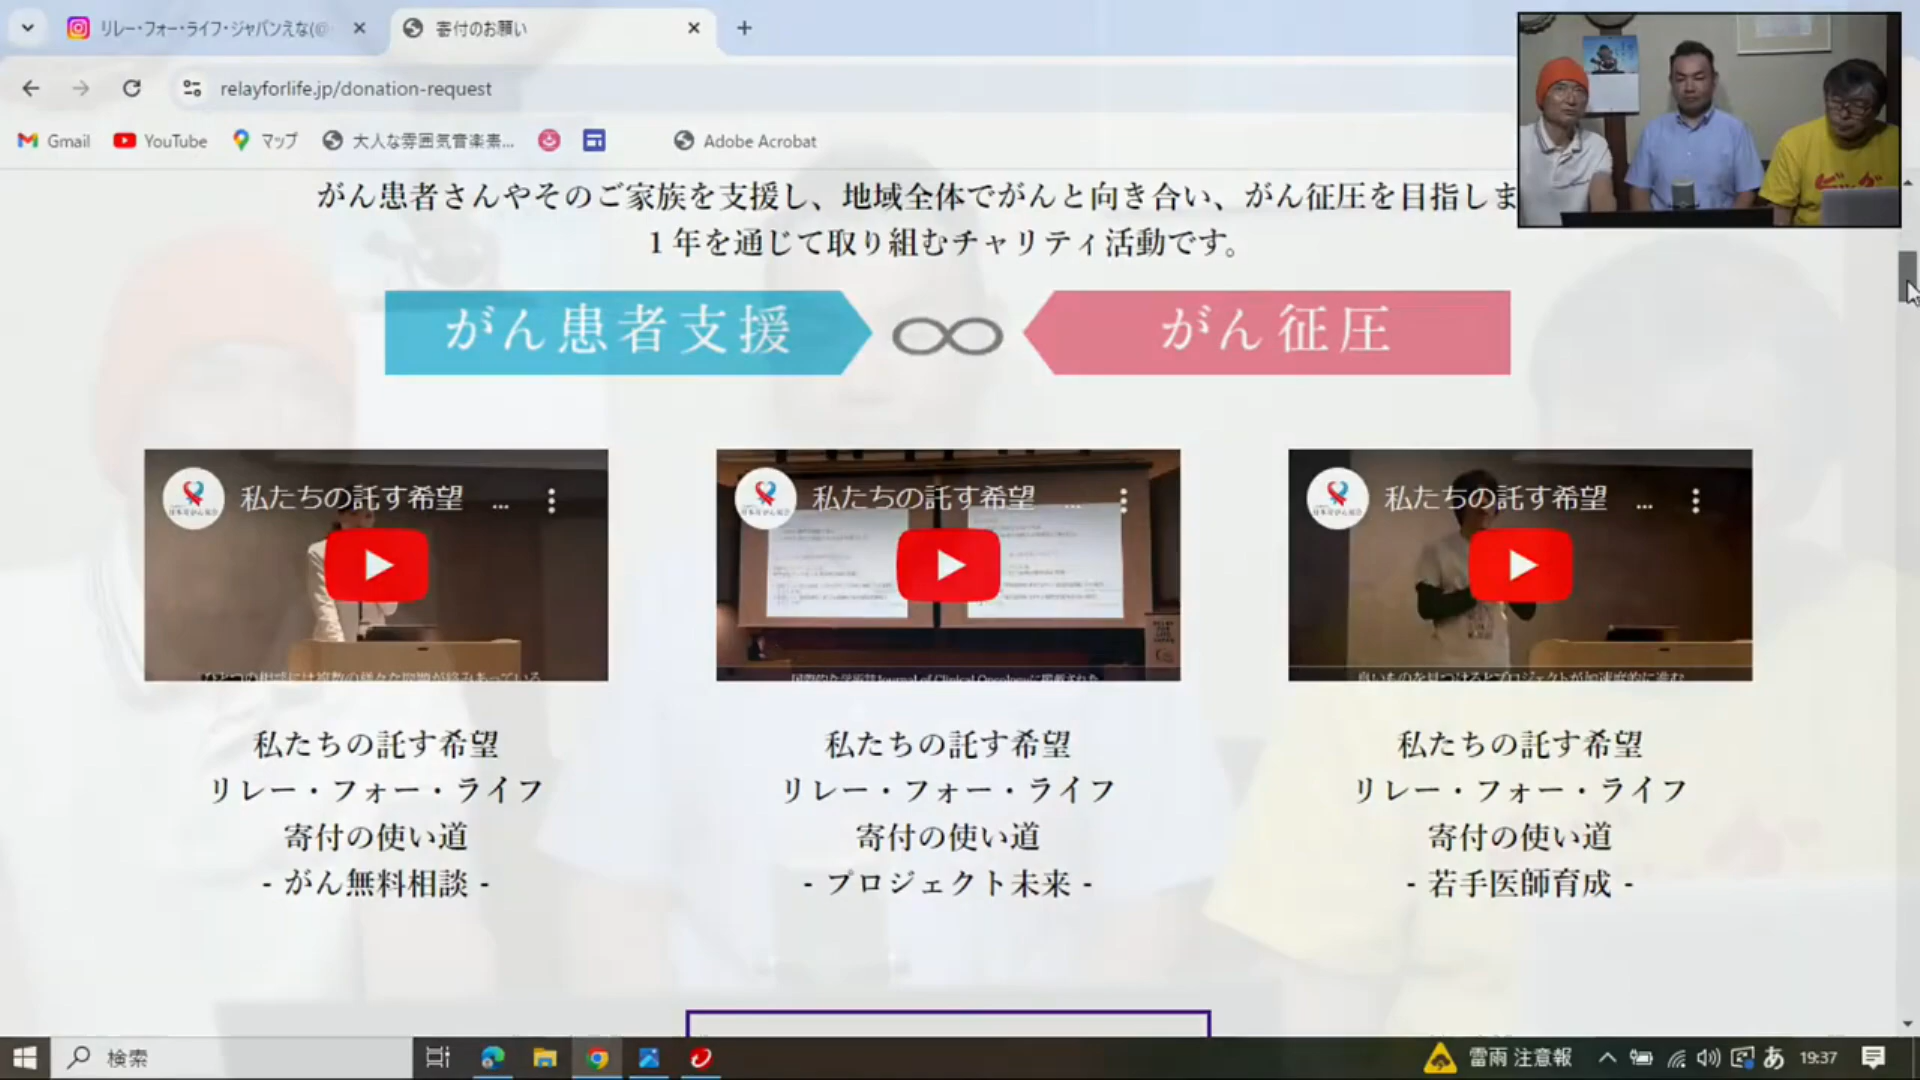 リレー・フォー・ライフ・ジャパンえな(@
寄付のお願い
relayforlife.jp/donation-request
Gmail
YouTube
マップ
大人な雰囲気音楽素...
Adobe Acrobat
がん患者さんやそのご家族を支援し、地域全体でがんと向き合い、がん征圧を目指しま
１年を通じて取り組むチャリティ活動です。
がん患者支援
がん征圧
私たちの託す希望 ...
私たちの託す希望 ...
私たちの託す希望 ...
私たちの託す希望
リレー・フォー・ライフ
寄付の使い道
- がん無料相談 -
私たちの託す希望
リレー・フォー・ライフ
寄付の使い道
- プロジェクト未来 -
私たちの託す希望
リレー・フォー・ライフ
寄付の使い道
- 若手医師育成 -
検索
雷雨 注意報
あ
19:37